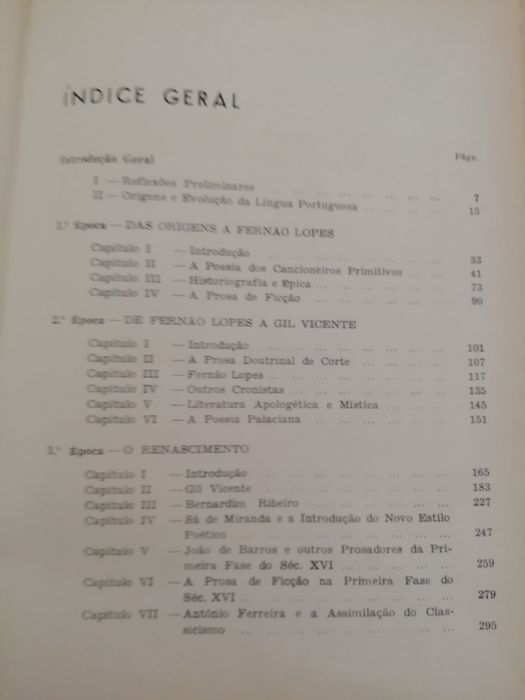 ÍNDICE GERAL
Págs.
Introdução Geral
I — Reflexões Preliminares ... ... ... ... ... ... ... 7
II — Origens e Evolução da Língua Portuguesa ... ... ... ... 15
1.ª Época — DAS ORIGENS A FERNÃO LOPES
Capítulo I — Introdução ... ... ... ... ... ... ... 33
Capítulo II — A Poesia dos Cancioneiros Primitivos ... ... 41
Capítulo III — Historiografia e Épica ... ... ... ... ... 73
Capítulo IV — A Prosa de Ficção ... ... ... ... ... 90
2.ª Época — DE FERNÃO LOPES A GIL VICENTE
Capítulo I — Introdução ... ... ... ... ... ... ... 101
Capítulo II — A Prosa Doutrinal de Corte ... ... ... ... 107
Capítulo III — Fernão Lopes ... ... ... ... ... ... ... 117
Capítulo IV — Outros Cronistas ... ... ... ... ... ... 135
Capítulo V — Literatura Apologética e Mística ... ... ... 145
Capítulo VI — A Poesia Palaciana ... ... ... ... ... 151
3.ª Época — O RENASCIMENTO
Capítulo I — Introdução ... ... ... ... ... ... ... 165
Capítulo II — Gil Vicente ... ... ... ... ... ... ... 183
Capítulo III — Bernardim Ribeiro ... ... ... ... ... 227
Capítulo IV — Sá de Miranda e a Introdução do Novo Estilo
Poético ... ... ... ... ... ... ... ... 247
Capítulo V — João de Barros e outros Prosadores da Pri-
meira Fase do Séc. XVI ... ... ... ... ... 259
Capítulo VI — A Prosa de Ficção na Primeira Fase do
Séc. XVI ... ... ... ... ... ... ... ... 279
Capítulo VII — António Ferreira e a Assimilação do Clas-
sicismo ... ... ... ... ... ... ... ... 295